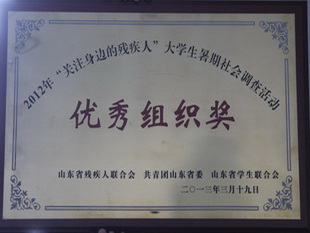 2012年“关注身边的残疾人”大学生暑期社会调查活动
优秀组织奖
山东省残疾人联合会 共青团山东省委 山东省学生联合会
二〇一三年三月十九日